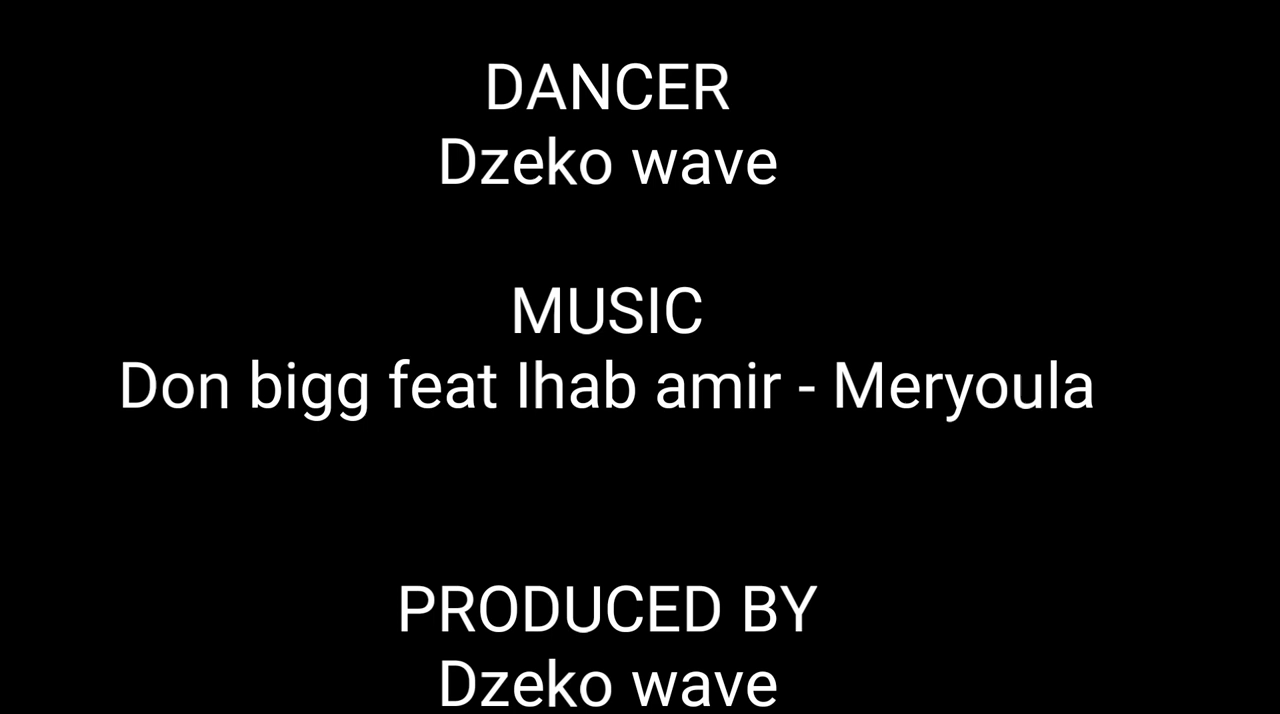 DANCER
Dzeko wave
MUSIC
Don bigg feat Ihab amir - Meryoula
PRODUCED BY
Dzeko wave